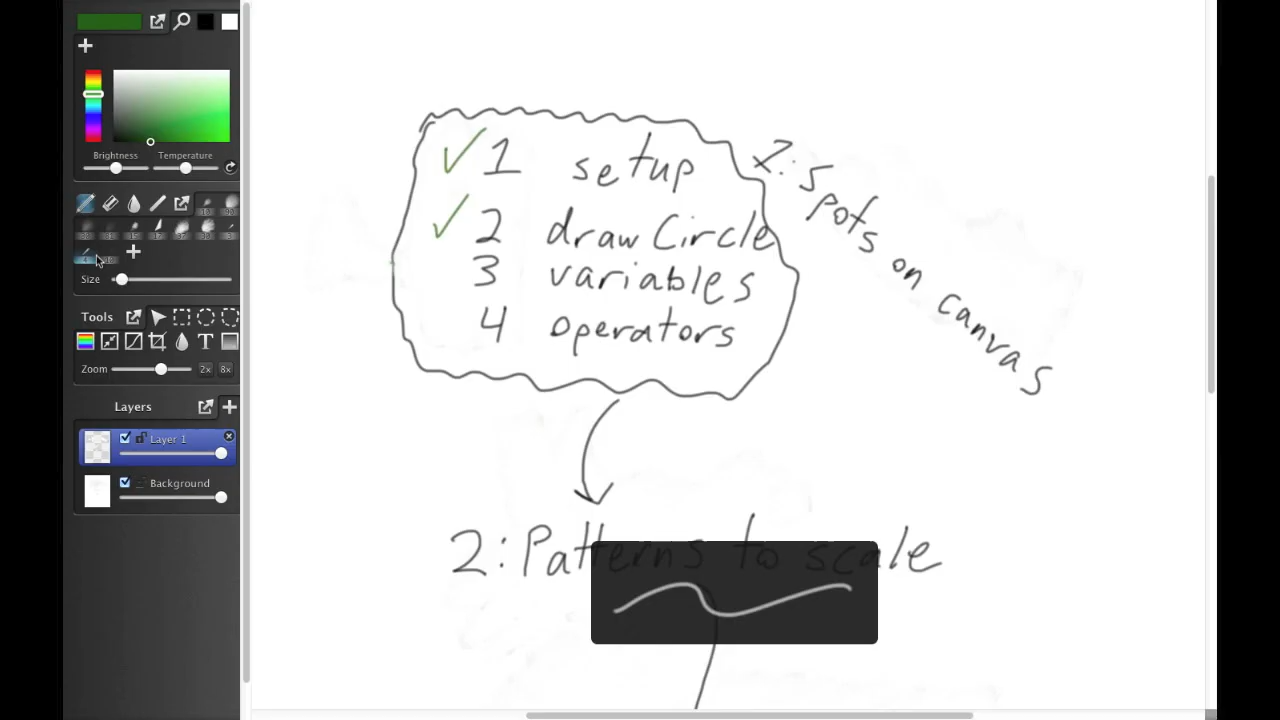 Brightness Temperature
Size
Tools
Zoom 2x 8x
Layers
Layer 1
Background
1 setup
2 draw Circle
3 variables
4 operators
2: Spots on canvas
2: Patterns to scale